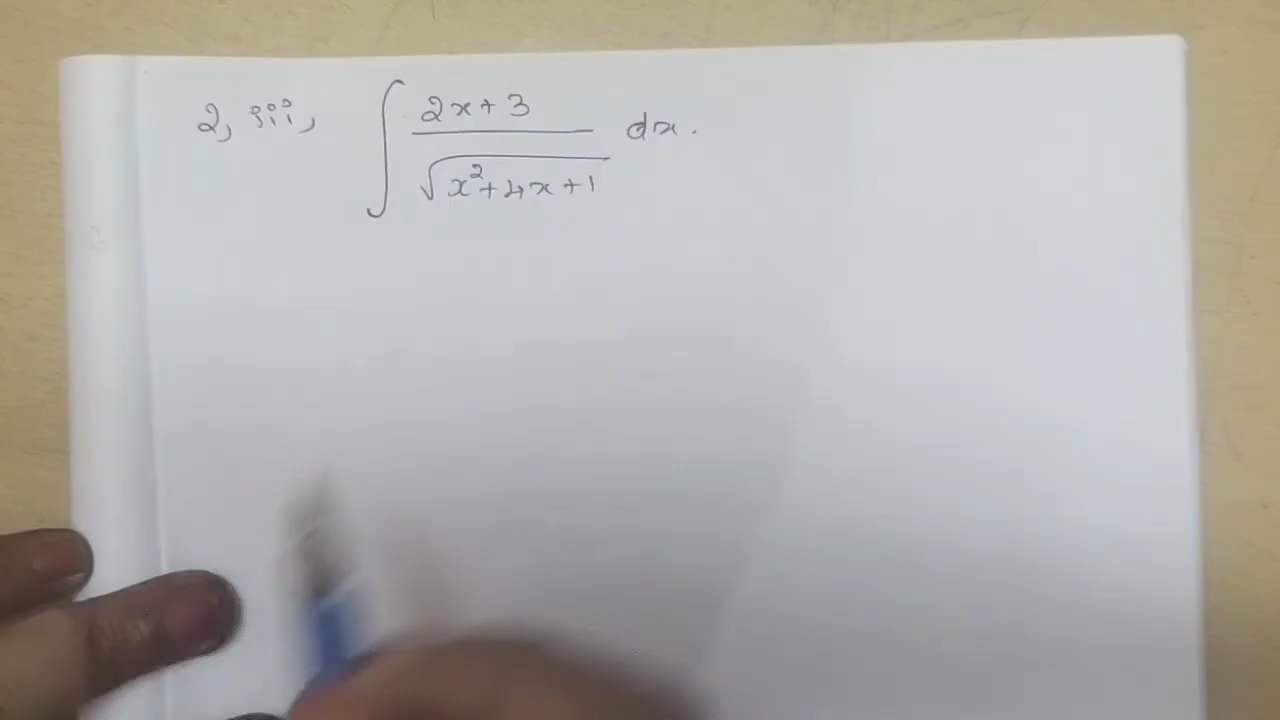 2, iii, ∫ (2x+3)/√(x²+4x+1) dx.